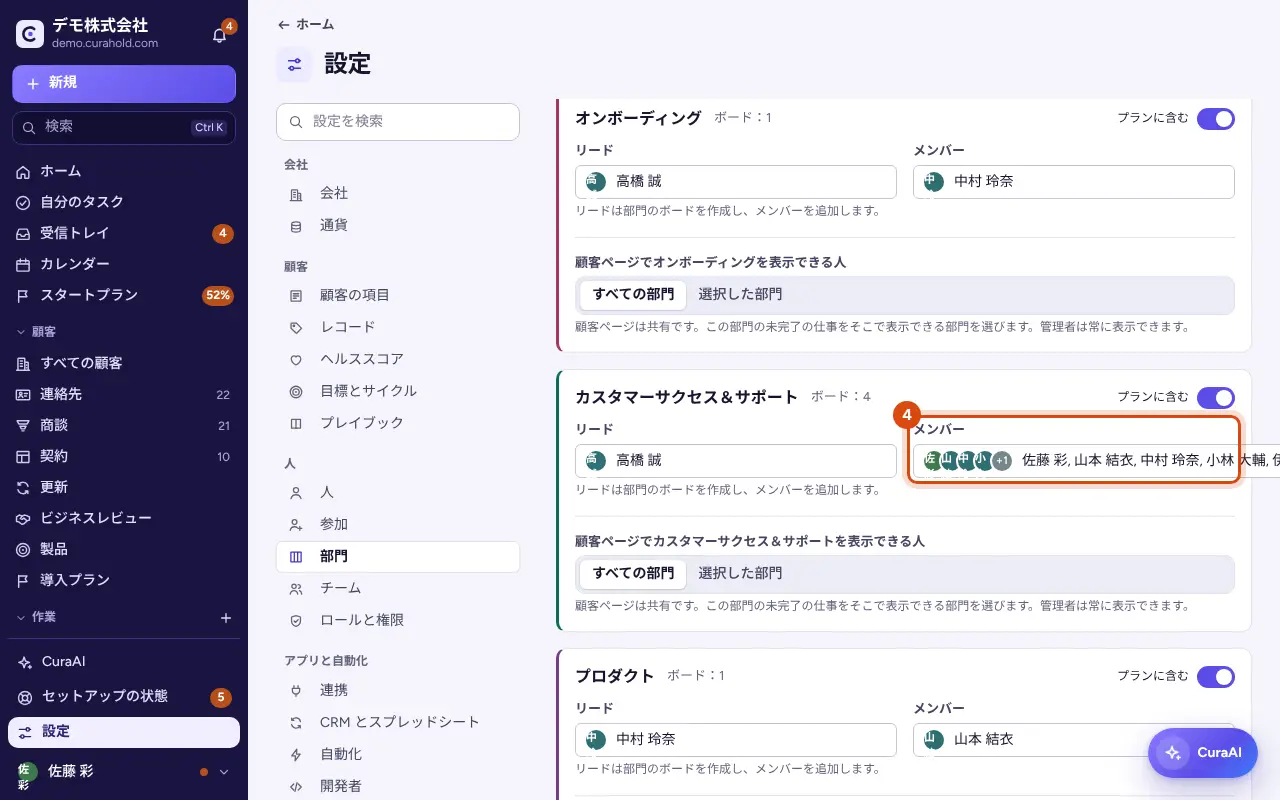 デモ株式会社
demo.curahold.com
4
新規
検索
Ctrl K
ホーム
自分のタスク
受信トレイ
4
カレンダー
スタートプラン
52%
顧客
すべての顧客
連絡先
22
商談
21
契約
10
更新
ビジネスレビュー
製品
導入プラン
作業
CuraAI
セットアップの状態
5
設定
佐彩
佐藤 彩
← ホーム
設定
設定を検索
会社
会社
通貨
顧客
顧客の項目
レコード
ヘルススコア
目標とサイクル
プレイブック
人
人
参加
部門
チーム
ロールと権限
アプリと自動化
連携
CRM とスプレッドシート
自動化
開発者
オンボーディング ボード：1
プランに含む
リード
メンバー
高 高橋 誠
中 中村 玲奈
リードは部門のボードを作成し、メンバーを追加します。
顧客ページでオンボーディングを表示できる人
すべての部門 選択した部門
顧客ページは共有です。この部門の未完了の仕事をそこで表示できる部門を選びます。管理者は常に表示できます。
カスタマーサクセス＆サポート ボード：4
プランに含む
4
リード
メンバー
高 高橋 誠
佐 山 中 小 +1 佐藤 彩, 山本 結衣, 中村 玲奈, 小林 大輔,
リードは部門のボードを作成し、メンバーを追加します。
顧客ページでカスタマーサクセス＆サポートを表示できる人
すべての部門 選択した部門
顧客ページは共有です。この部門の未完了の仕事をそこで表示できる部門を選びます。管理者は常に表示できます。
プロダクト ボード：1
プランに含む
リード
メンバー
中 中村 玲奈
山 山本 結衣
リードは部門のボードを作成し、メンバーを追加します。
CuraAI